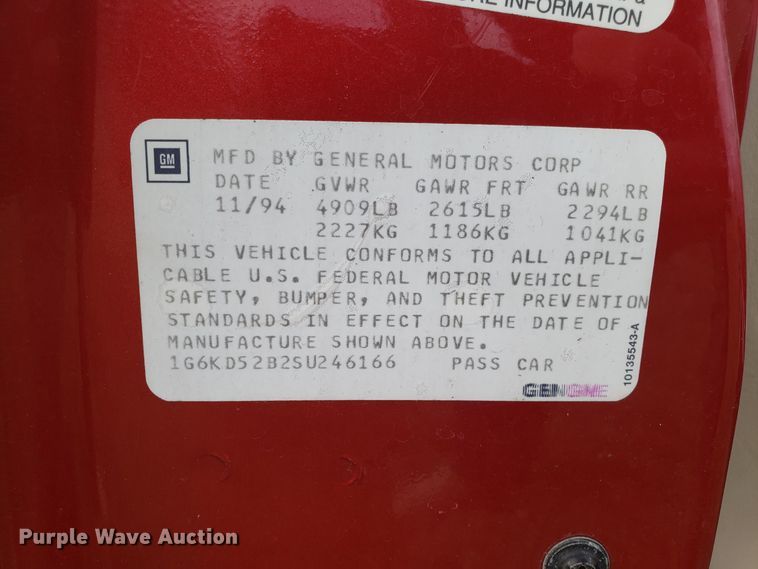 RE INFORMATION
GM
MFD BY GENERAL MOTORS CORP
DATE GVWR GAWR FRT GAWR RR
11/94 4909LB 2615LB 2294LB
2227KG 1186KG 1041KG
THIS VEHICLE CONFORMS TO ALL APPLI-
CABLE U.S. FEDERAL MOTOR VEHICLE
SAFETY, BUMPER, AND THEFT PREVENTION
STANDARDS IN EFFECT ON THE DATE OF
MANUFACTURE SHOWN ABOVE.
1G6KD52B2SU246166 PASS CAR
10135543-A
Purple Wave Auction